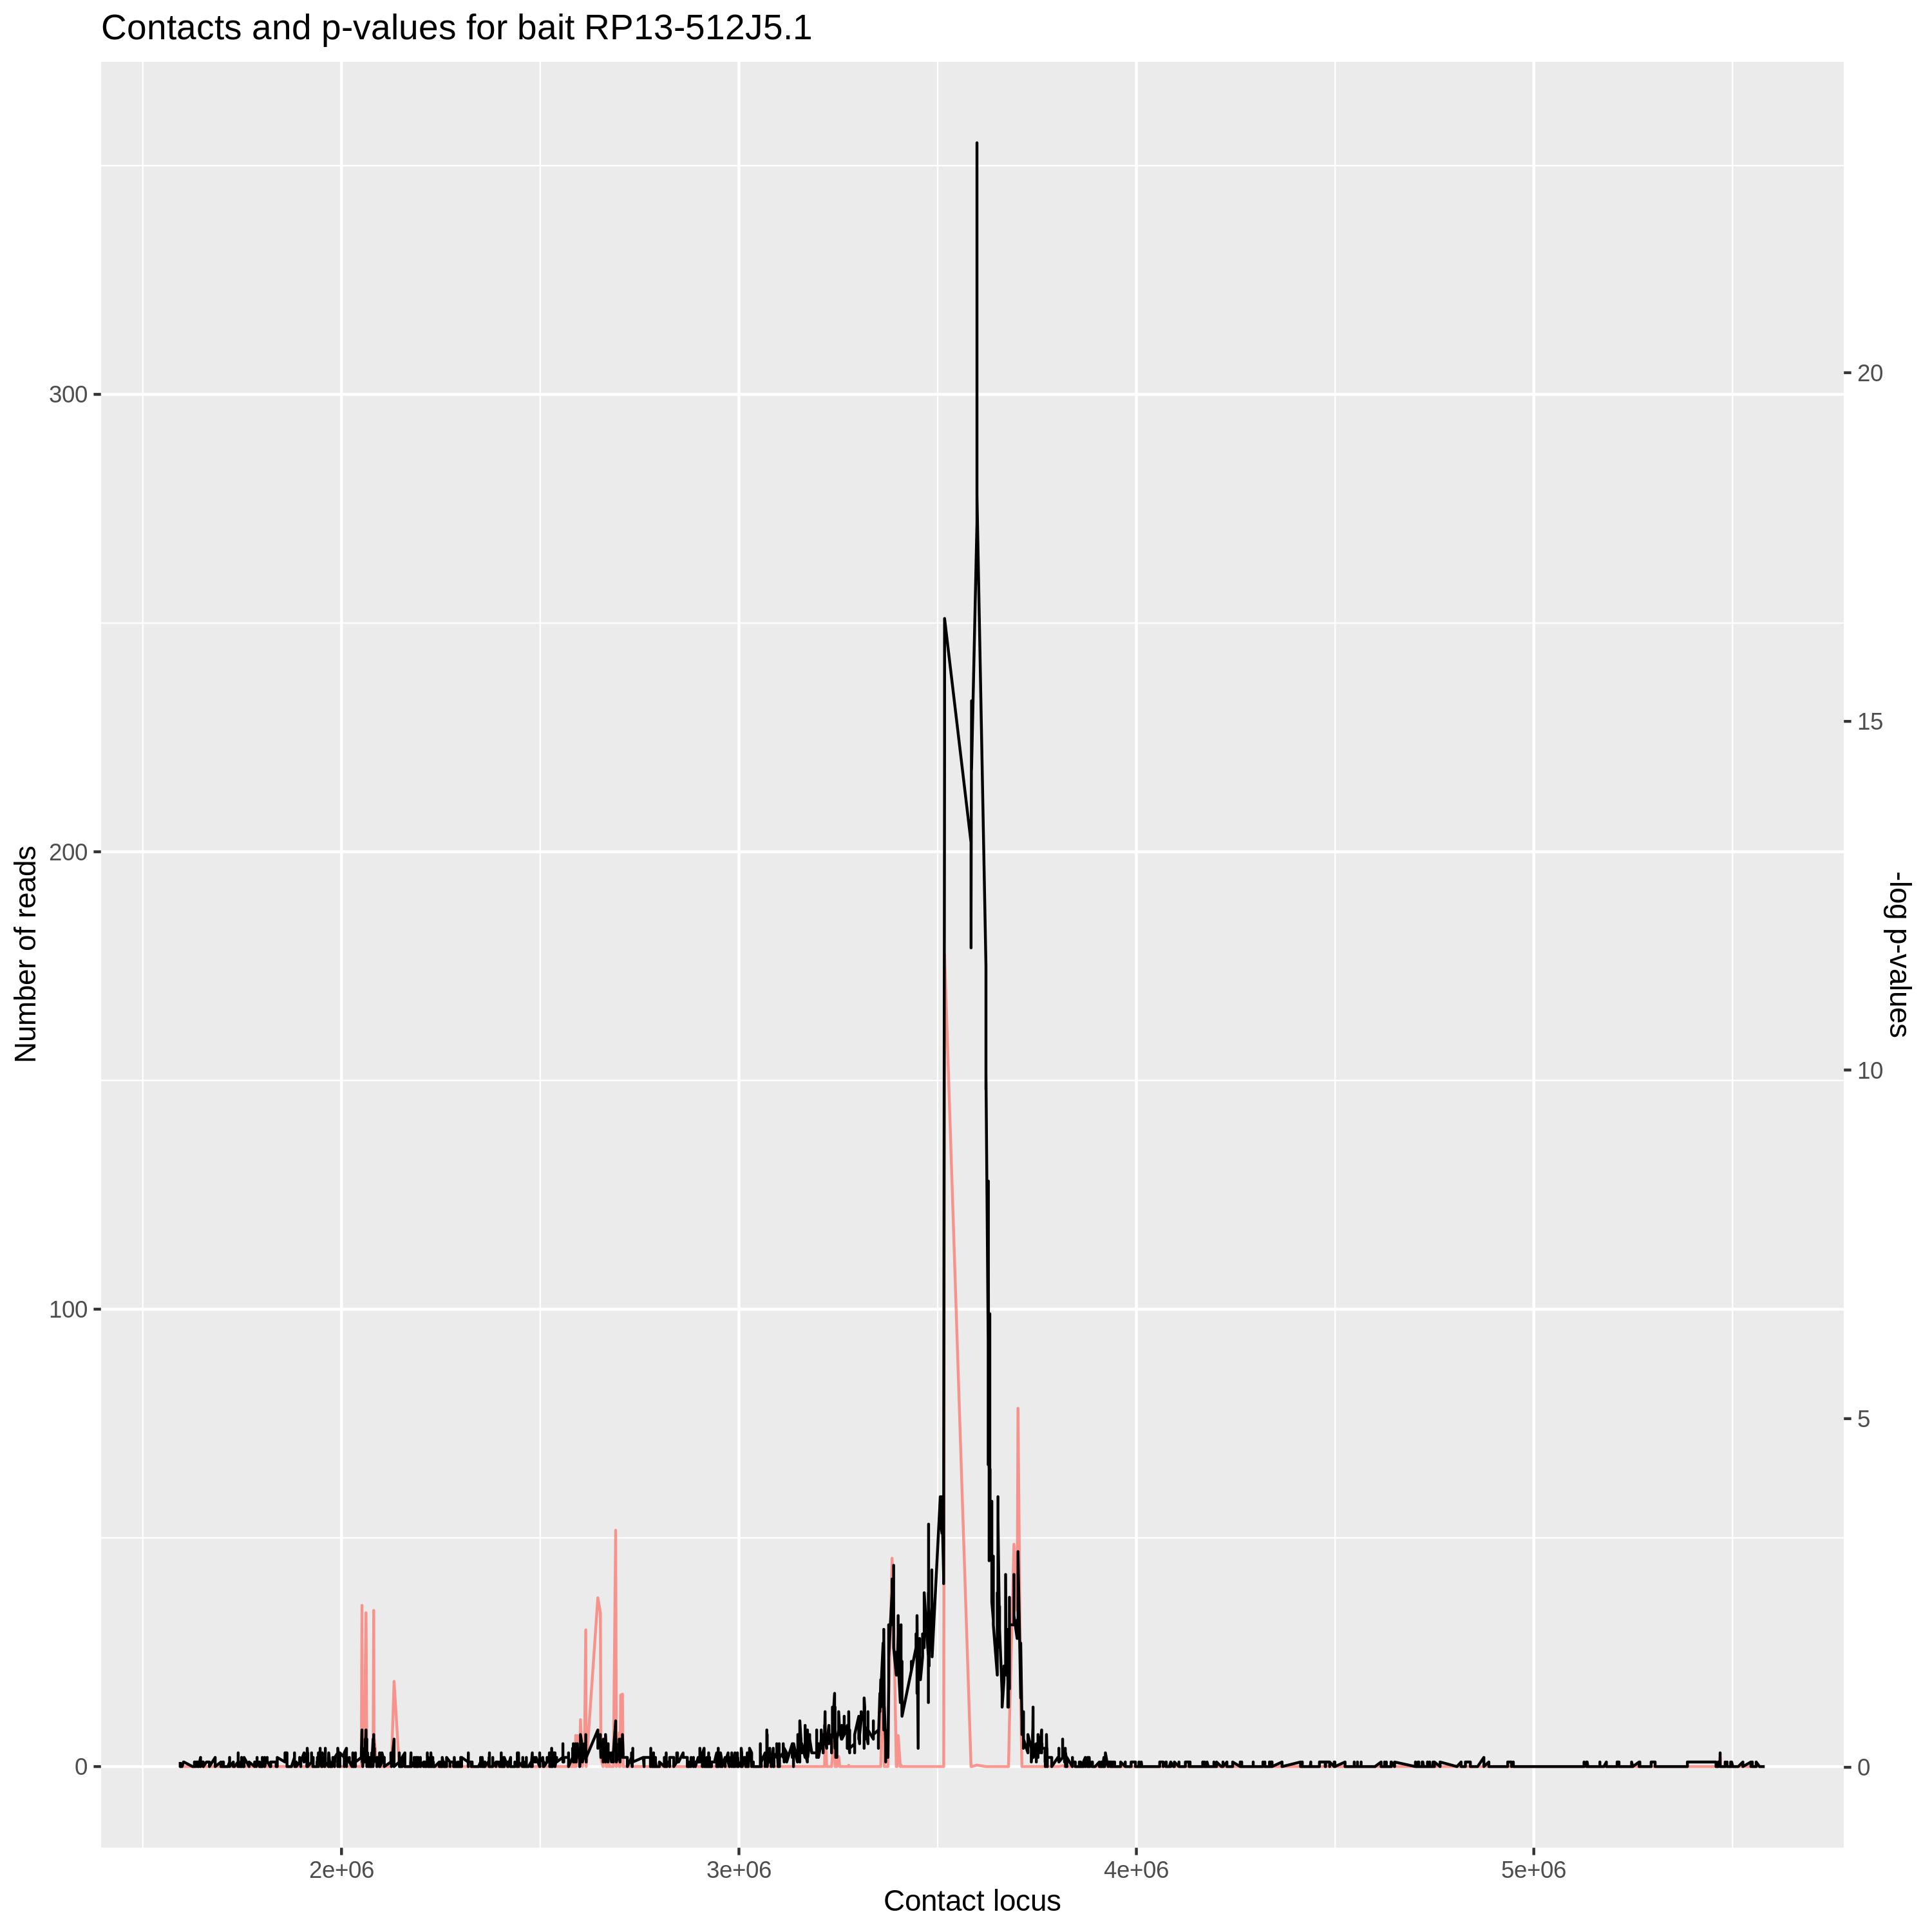 Contacts and p-values for bait RP13-512J5.1
Number of reads
300
200
100
0
20
15
10
5
0
-log p-values
2e+06
3e+06
4e+06
5e+06
Contact locus